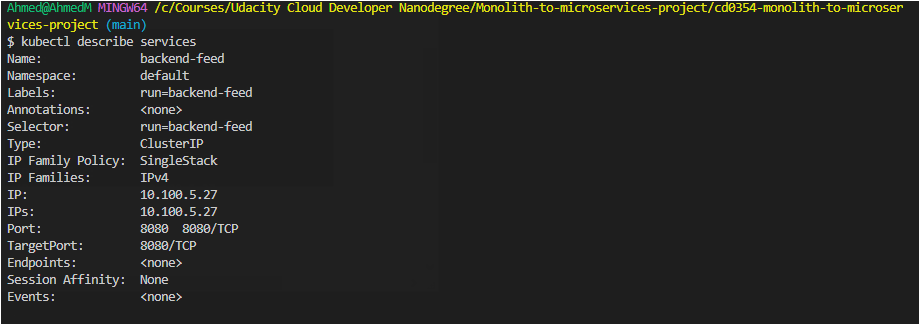 Ahmed@AhmedM MINGW64 /c/Courses/Udacity Cloud Developer Nanodegree/Monolith-to-microservices-project/cd0354-monolith-to-microser
vices-project (main)
$ kubectl describe services
Name:              backend-feed
Namespace:         default
Labels:            run=backend-feed
Annotations:       <none>
Selector:          run=backend-feed
Type:              ClusterIP
IP Family Policy:  SingleStack
IP Families:       IPv4
IP:                10.100.5.27
IPs:               10.100.5.27
Port:              8080  8080/TCP
TargetPort:        8080/TCP
Endpoints:         <none>
Session Affinity:  None
Events:            <none>